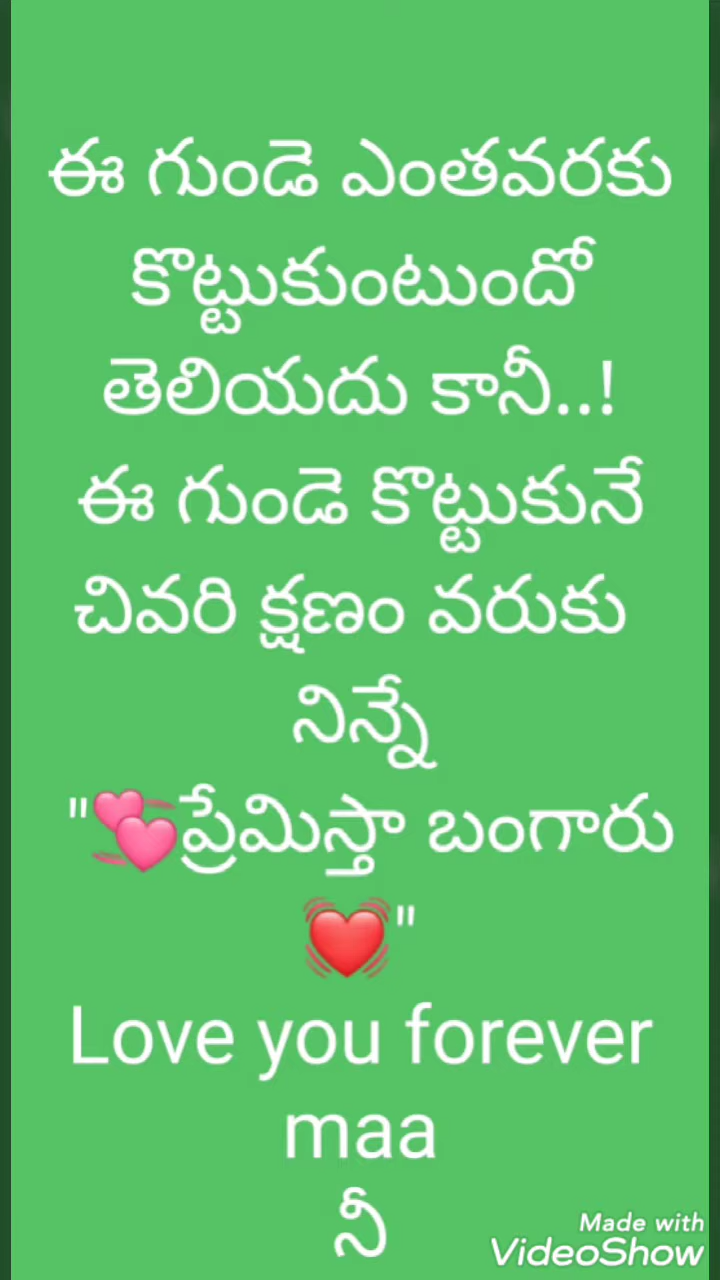 ఈ గుండె ఎంతవరకు
కొట్టుకుంటుందో
తెలియదు కానీ..!
ఈ గుండె కొట్టుకునే
చివరి క్షణం వరుకు
నిన్నే
"💞ప్రేమిస్తా బంగారు
💓"
Love you forever
maa
నీ
Made with
VideoShow